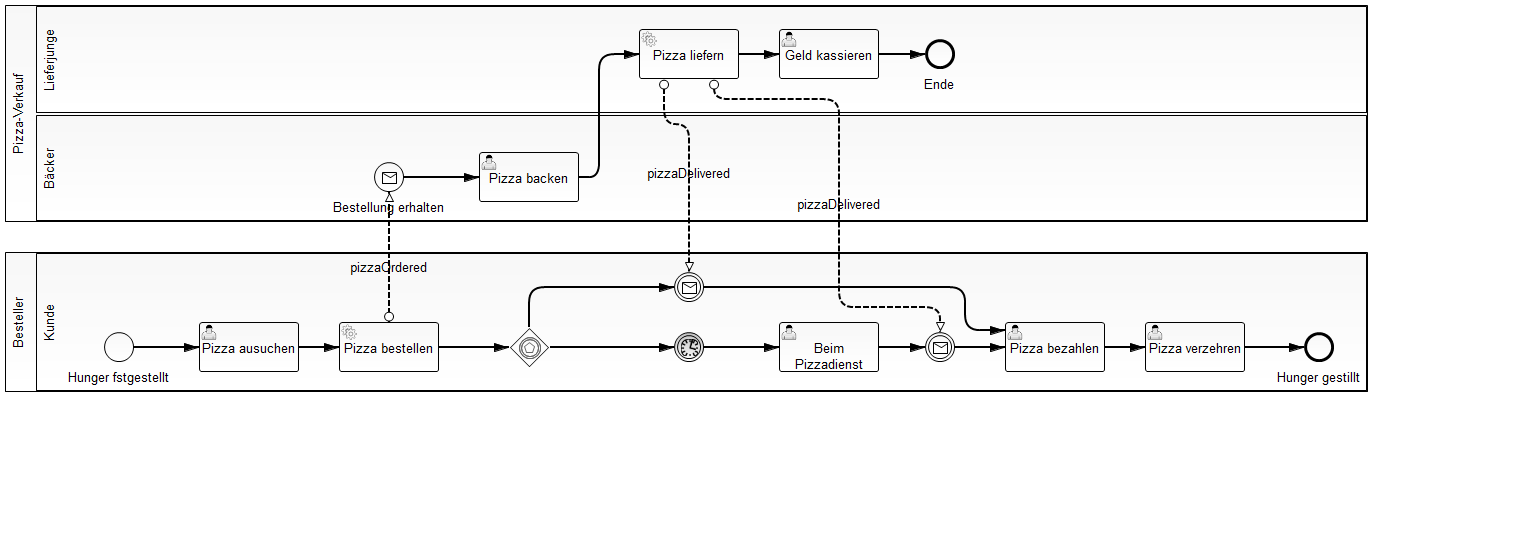 Pizza-Verkauf
Lieferjunge
Pizza liefern
Geld kassieren
Ende
Bäcker
Pizza backen
Bestellung erhalten
pizzaDelivered
pizzaDelivered
pizzaOrdered
Besteller
Kunde
Hunger fstgestellt
Pizza ausuchen
Pizza bestellen
Beim
Pizzadienst
Pizza bezahlen
Pizza verzehren
Hunger gestillt